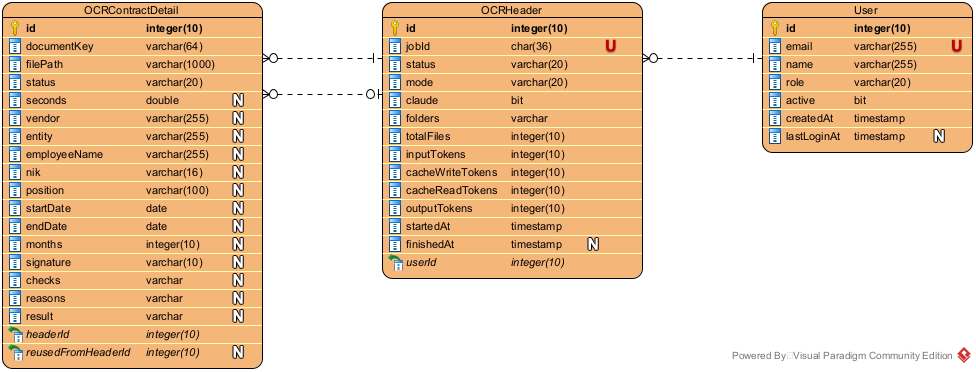 OCRContractDetail
id integer(10)
documentKey varchar(64)
filePath varchar(1000)
status varchar(20)
seconds double N
vendor varchar(255) N
entity varchar(255) N
employeeName varchar(255) N
nik varchar(16) N
position varchar(100) N
startDate date N
endDate date N
months integer(10) N
signature varchar(10) N
checks varchar N
reasons varchar N
result varchar N
headerId integer(10)
reusedFromHeaderId integer(10) N
OCRHeader
id integer(10)
jobId char(36) U
status varchar(20)
mode varchar(20)
claude bit
folders varchar
totalFiles integer(10)
inputTokens integer(10)
cacheWriteTokens integer(10)
cacheReadTokens integer(10)
outputTokens integer(10)
startedAt timestamp
finishedAt timestamp N
userId integer(10)
User
id integer(10)
email varchar(255) U
name varchar(255)
role varchar(20)
active bit
createdAt timestamp
lastLoginAt timestamp N
Powered By Visual Paradigm Community Edition